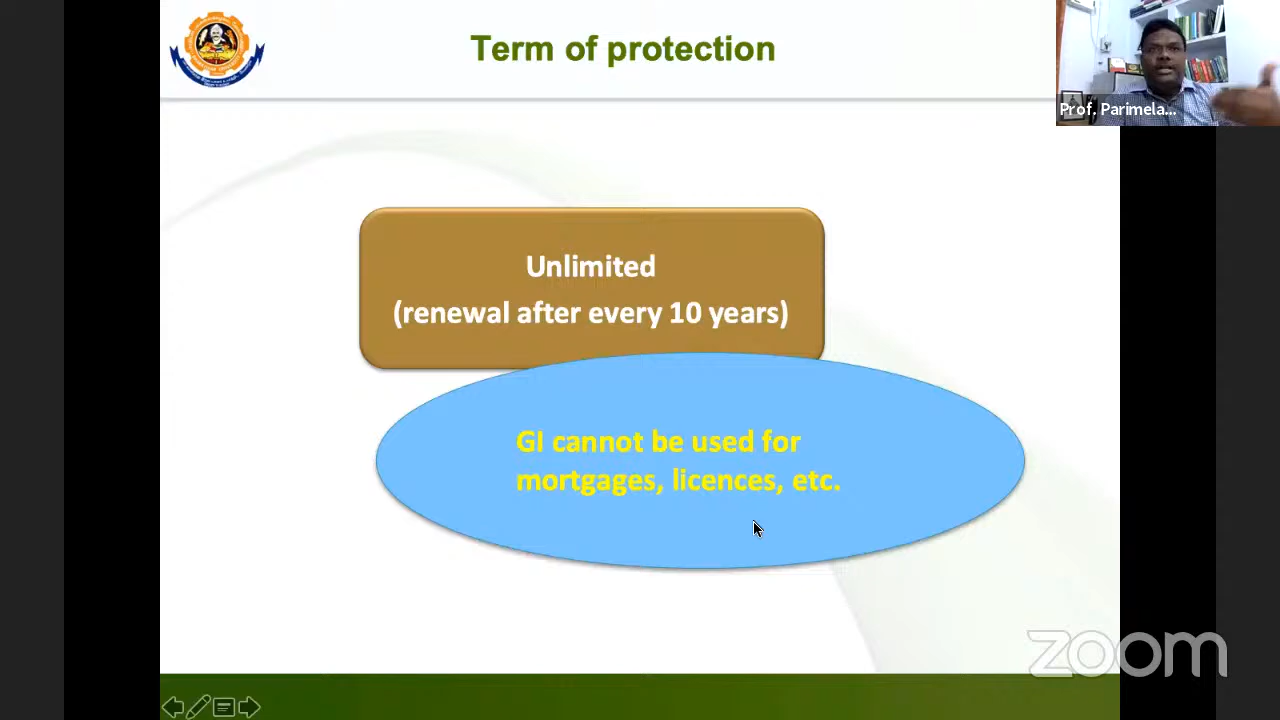 Term of protection
Prof. Parimela...
Unlimited
(renewal after every 10 years)
GI cannot be used for
mortgages, licences, etc.
zoom